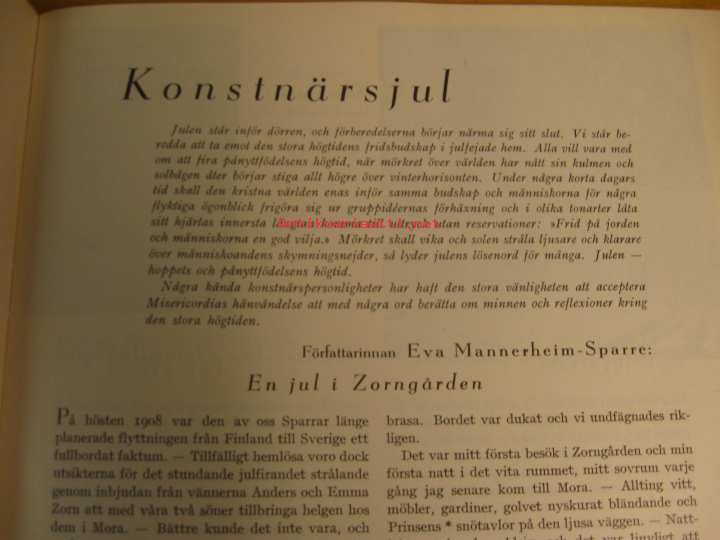 Konstnärsjul
Julen står inför dörren, och förberedelserna börjar närma sig sitt slut. Vi står be-
redda att ta emot den stora högtidens fridsbudskap i julfejade hem. Alla vill vara med
om att fira pånyttfödelsens högtid, när mörkret över världen har nått sin kulmen och
solbågen åter börjar stiga allt högre över vinterhorisonten. Under några korta dagars
tid skall den kristna världen enas inför samma budskap och människorna för några
flyktiga ögonblick frigöra sig ur gruppidéernas förhäxning och i olika tonarter låta
sitt hjärtas innersta längtan komma till uttryck utan reservationer: »Frid på jorden
och människorna en god vilja.» Mörkret skall vika och solen stråla ljusare och klarare
över människoandens skymningsnejder, så lyder julens lösenord för många. Julen —
hoppets och pånyttfödelsens högtid.
Några kända konstnärspersonligheter har haft den stora vänligheten att acceptera
Misericordias hänvändelse att med några ord berätta om minnen och reflexioner kring
den stora högtiden.
Författarinnan Eva Mannerheim-Sparre:
En jul i Zorngården
På hösten 1908 var den av oss Sparrar länge
planerade flyttningen från Finland till Sverige ett
fullbordat faktum. — Tillfälligt hemlösa voro dock
utsikterna för det stundande julfirandet strålande
genom inbjudan från vännerna Anders och Emma
Zorn att med våra två söner tillbringa helgen hos
dem i Mora. — Bättre kunde det inte vara, och
brasa. Bordet var dukat och vi undfägnades rik-
ligen.
Det var mitt första besök i Zorngården och min
första natt i det vita rummet, mitt sovrum varje
gång jag senare kom till Mora. — Allting vitt,
möbler, gardiner, golvet nyskurat bländande och
Prinsens * snötavlor på den ljusa väggen. — Natt-